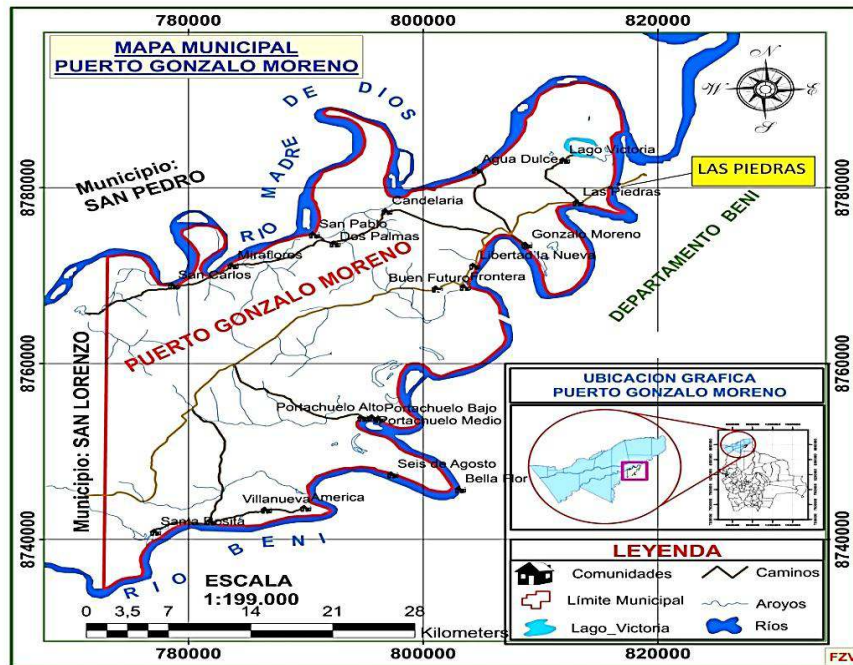 780000
800000
820000
MAPA MUNICIPAL
PUERTO GONZALO MORENO
N
W
E
S
RIO MADRE DE DIOS
Municipio:
SAN PEDRO
8780000
8780000
Lago Victoria
Agua Dulce
LAS PIEDRAS
Las Piedras
Candelaria
San Pablo
Dos Palmas
Gonzalo Moreno
Libertad la Nueva
Miraflores
San Carlos
Buen Futuro
Frontera
PUERTO GONZALO MORENO
DEPARTAMENTO BENI
8760000
8760000
Municipio: SAN LORENZO
UBICACION GRAFICA
PUERTO GONZALO MORENO
Portachuelo Alto
Portachuelo Bajo
Portachuelo Medio
Seis de Agosto
Bella Flor
Villanueva
America
Santa Rosita
8740000
8740000
RIO BENI
ESCALA
1:199.000
0 3,5 7 14 21 28
Kilometers
LEYENDA
Comunidades
Caminos
Límite Municipal
Aroyos
Lago_Victoria
Ríos
780000
800000
820000
FZV